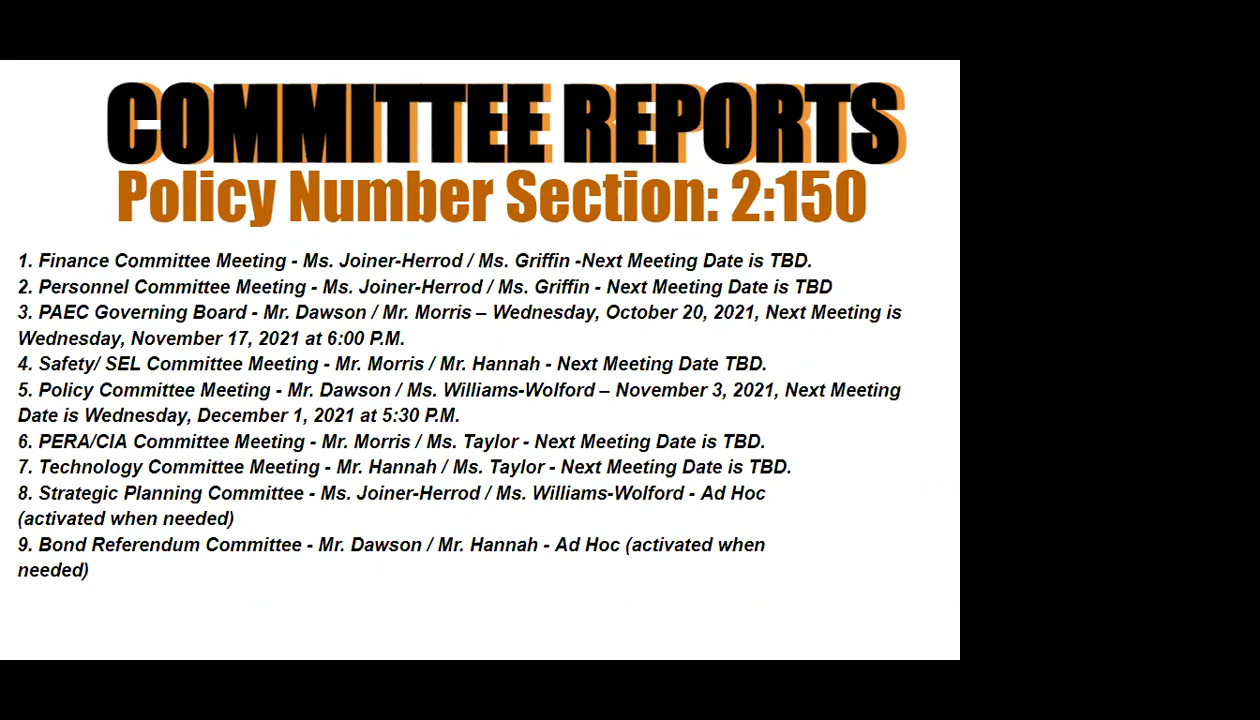 COMMITTEE REPORTS
Policy Number Section: 2:150
1. Finance Committee Meeting - Ms. Joiner-Herrod / Ms. Griffin -Next Meeting Date is TBD.
2. Personnel Committee Meeting - Ms. Joiner-Herrod / Ms. Griffin - Next Meeting Date is TBD
3. PAEC Governing Board - Mr. Dawson / Mr. Morris – Wednesday, October 20, 2021, Next Meeting is
Wednesday, November 17, 2021 at 6:00 P.M.
4. Safety/ SEL Committee Meeting - Mr. Morris / Mr. Hannah - Next Meeting Date TBD.
5. Policy Committee Meeting - Mr. Dawson / Ms. Williams-Wolford – November 3, 2021, Next Meeting
Date is Wednesday, December 1, 2021 at 5:30 P.M.
6. PERA/CIA Committee Meeting - Mr. Morris / Ms. Taylor - Next Meeting Date is TBD.
7. Technology Committee Meeting - Mr. Hannah / Ms. Taylor - Next Meeting Date is TBD.
8. Strategic Planning Committee - Ms. Joiner-Herrod / Ms. Williams-Wolford - Ad Hoc
(activated when needed)
9. Bond Referendum Committee - Mr. Dawson / Mr. Hannah - Ad Hoc (activated when
needed)